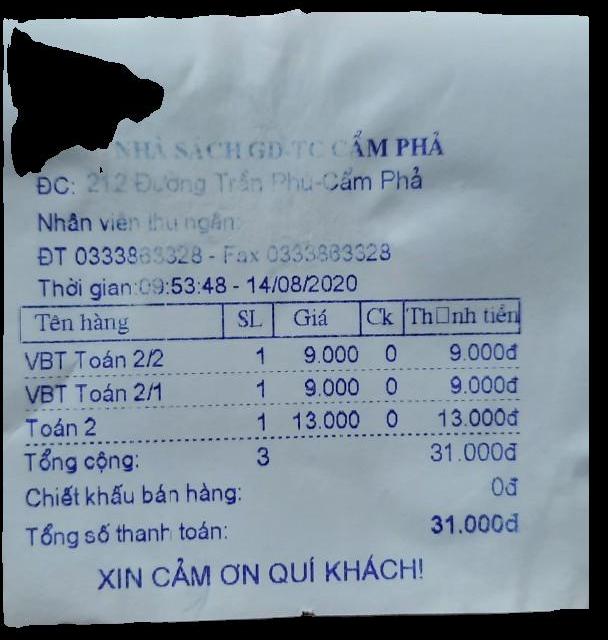 NHÀ SÁCH GD-TC CẨM PHẢ
ĐC: 212 Đường Trần Phú-Cẩm Phả
Nhân viên thu ngân:
ĐT 0333863328 - Fax 0333863328
Thời gian:09:53:48 - 14/08/2020
Tên hàng SL Giá Ck Th□nh tiền
VBT Toán 2/2 1 9.000 0 9.000đ
VBT Toán 2/1 1 9.000 0 9.000đ
Toán 2 1 13.000 0 13.000đ
Tổng cộng: 3 31.000đ
Chiết khấu bán hàng: 0đ
Tổng số thanh toán: 31.000đ
XIN CẢM ƠN QUÍ KHÁCH!